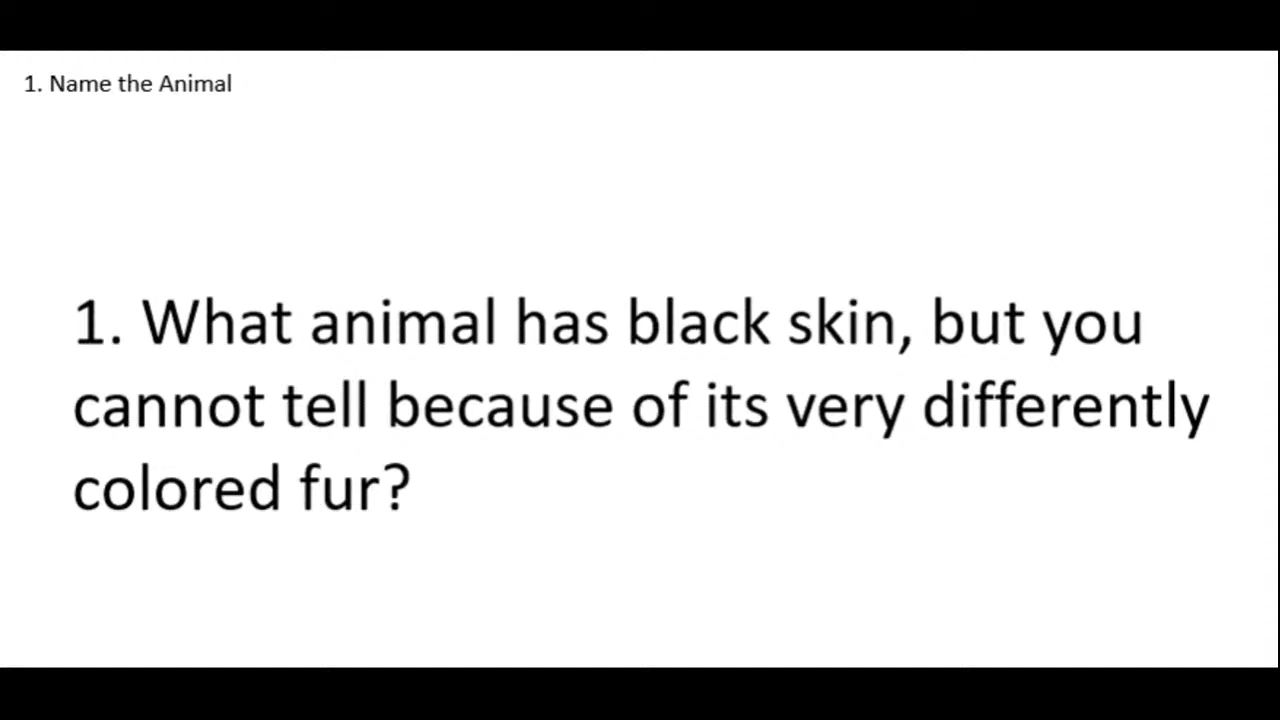 1. Name the Animal
1. What animal has black skin, but you
cannot tell because of its very differently
colored fur?